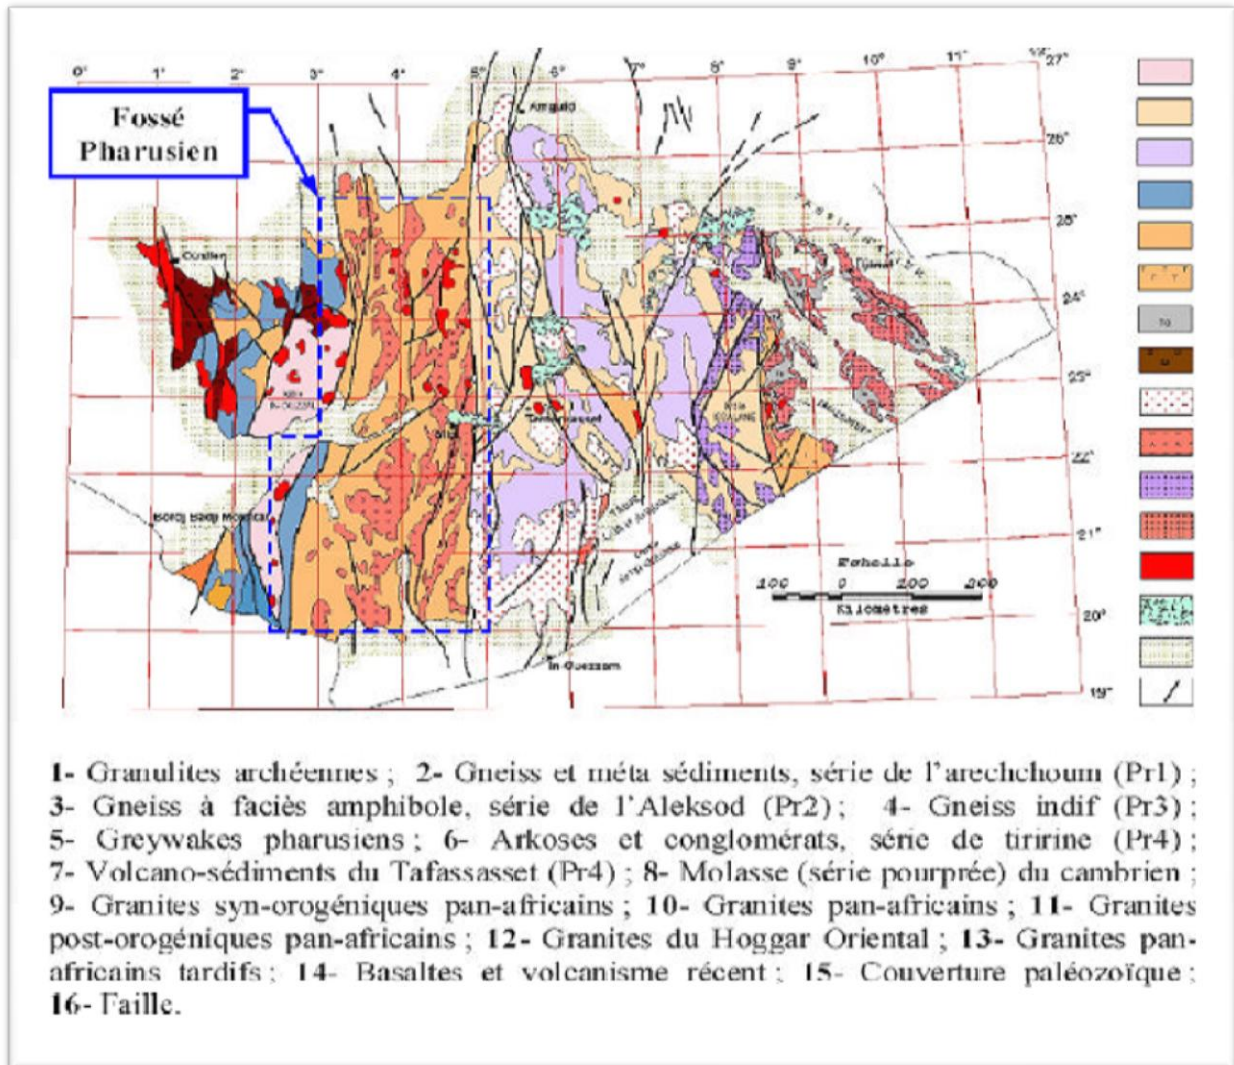 0° 1° 2° 3° 4° 5° 6° 7° 8° 9° 10° 11°
27°
Fossé
Pharusien
Amguid
26°
25°
Ouallen
24°
23°
22°
21°
Echelle
100 0 100 200
Kilomètres
20°
In Guezzam
19°
1- Granulites archéennes ; 2- Gneiss et méta sédiments, série de l'arechchoum (Pr1) ;
3- Gneiss à faciès amphibole, série de l'Aleksod (Pr2) ; 4- Gneiss indif (Pr3) ;
5- Greywakes pharusiens ; 6- Arkoses et conglomérats, série de tiririne (Pr4) ;
7- Volcano-sédiments du Tafassasset (Pr4) ; 8- Molasse (série pourprée) du cambrien ;
9- Granites syn-orogéniques pan-africains ; 10- Granites pan-africains ; 11- Granites
post-orogéniques pan-africains ; 12- Granites du Hoggar Oriental ; 13- Granites pan-
africains tardifs ; 14- Basaltes et volcanisme récent ; 15- Couverture paléozoïque ;
16- Faille.